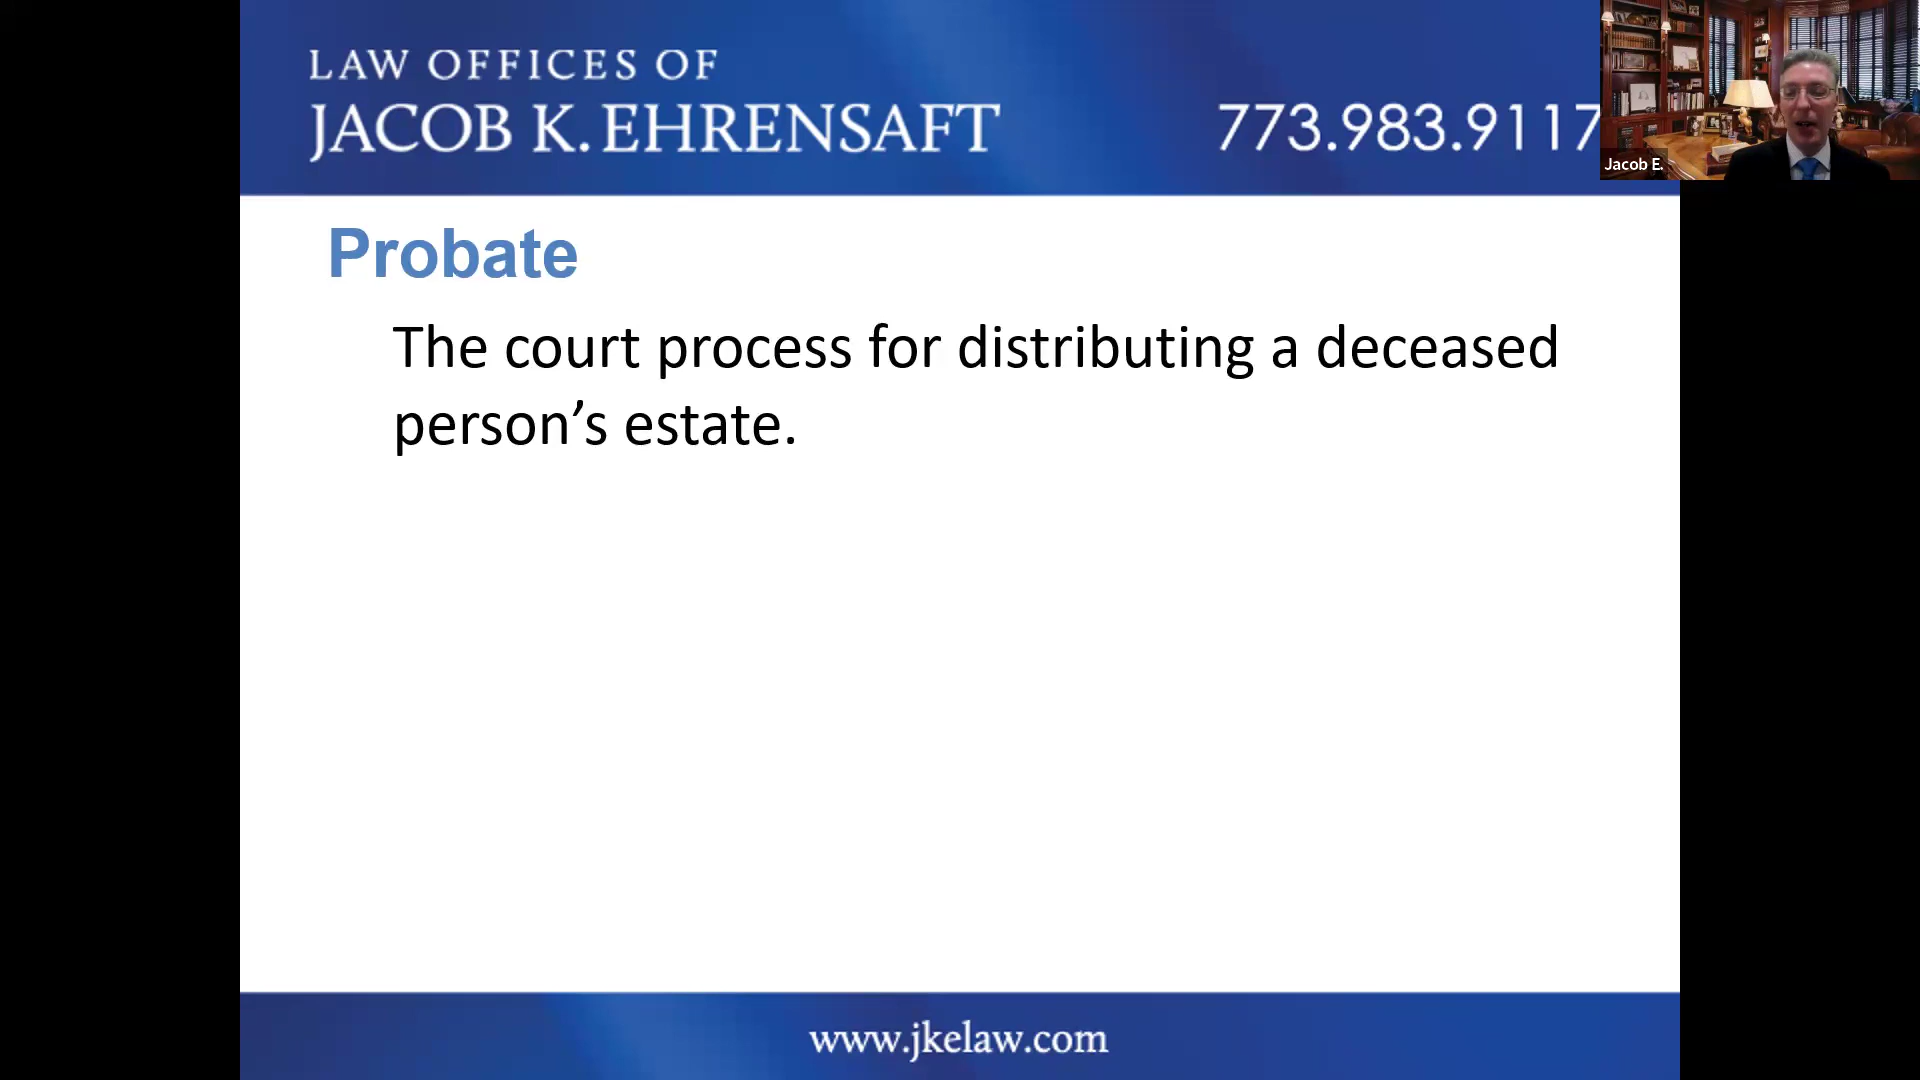 LAW OFFICES OF
JACOB K. EHRENSAFT
773.983.9117
Jacob E.
Probate
The court process for distributing a deceased
person’s estate.
www.jkelaw.com